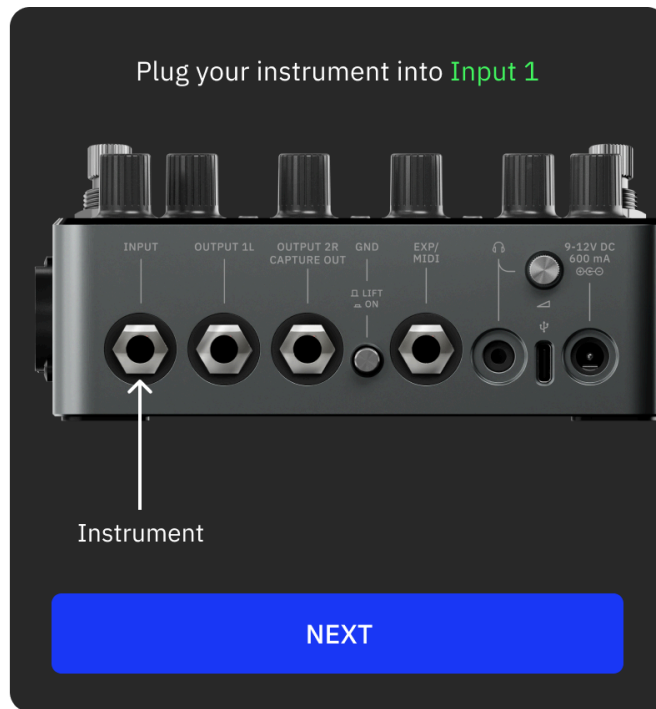 Plug your instrument into Input 1
INPUT
OUTPUT 1L
OUTPUT 2R
CAPTURE OUT
GND
LIFT
ON
EXP/
MIDI
9-12V DC
600 mA
Instrument
NEXT